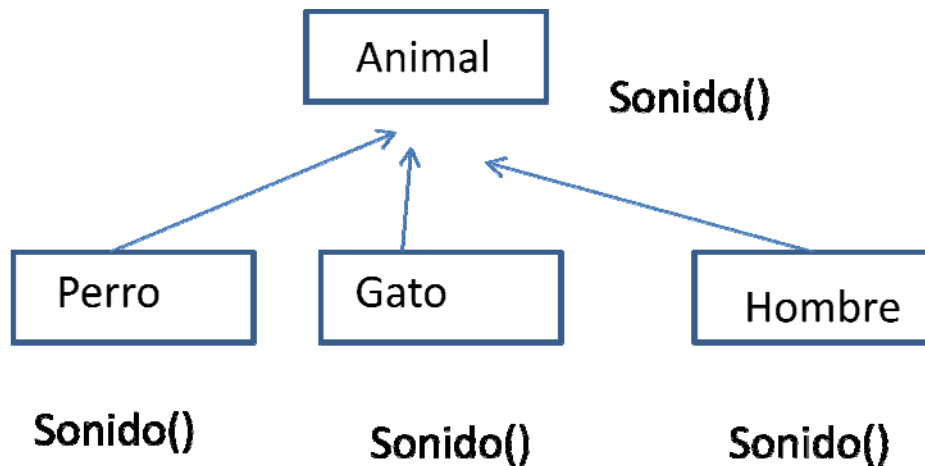 Animal
Sonido()
Perro
Gato
Hombre
Sonido()
Sonido()
Sonido()